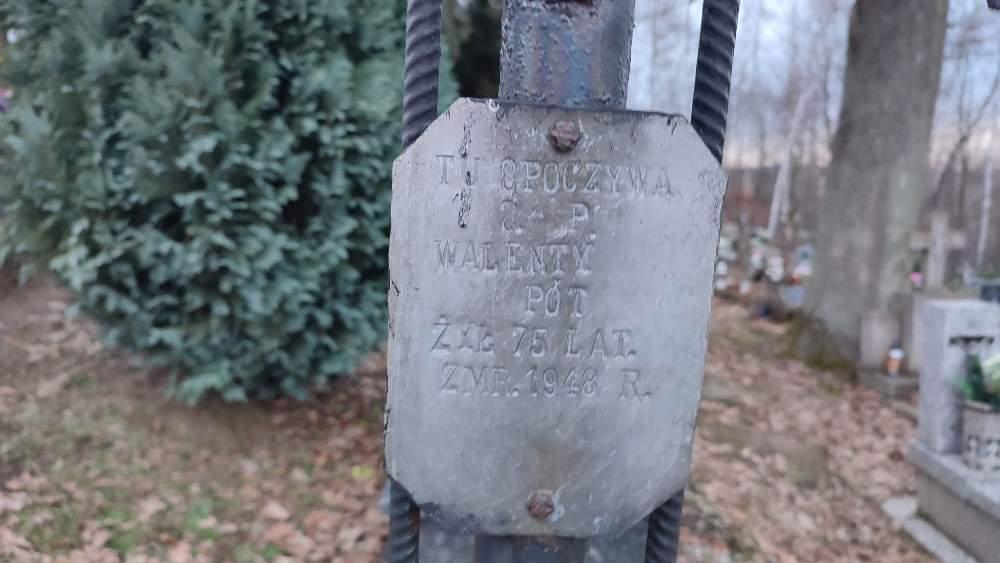 TU SPOCZYWA
Ś. P.
WALENTY
PÓT
ŻYŁ 75 LAT.
ZMR. 1948 R.